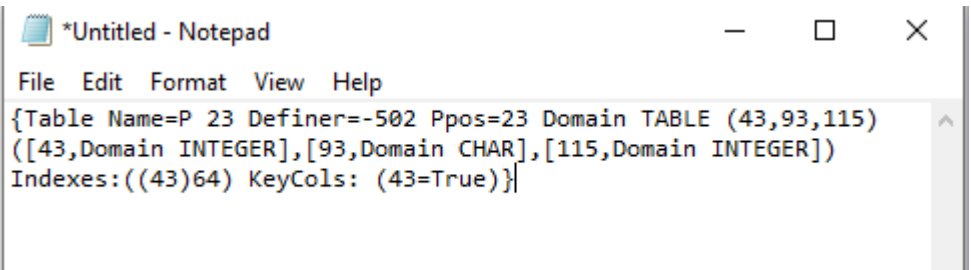 *Untitled - Notepad
File Edit Format View Help
{Table Name=P 23 Definer=-502 Ppos=23 Domain TABLE (43,93,115)
([43,Domain INTEGER],[93,Domain CHAR],[115,Domain INTEGER])
Indexes:((43)64) KeyCols: (43=True)}